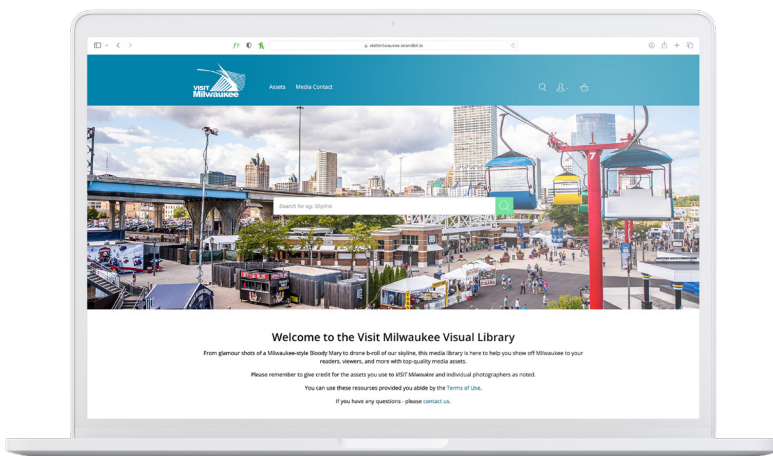 visitmilwaukee.brandkit.io
VISIT
Milwaukee
Assets
Media Contact
7
Search for eg. Skyline
Welcome to the Visit Milwaukee Visual Library
From glamour shots of a Milwaukee-style Bloody Mary to drone b-roll of our skyline, this media library is here to help you show off Milwaukee to your
readers, viewers, and more with top-quality media assets.
Please remember to give credit for the assets you use to VISIT Milwaukee and individual photographers as noted.
You can use these resources provided you abide by the Terms of Use.
If you have any questions - please contact us.